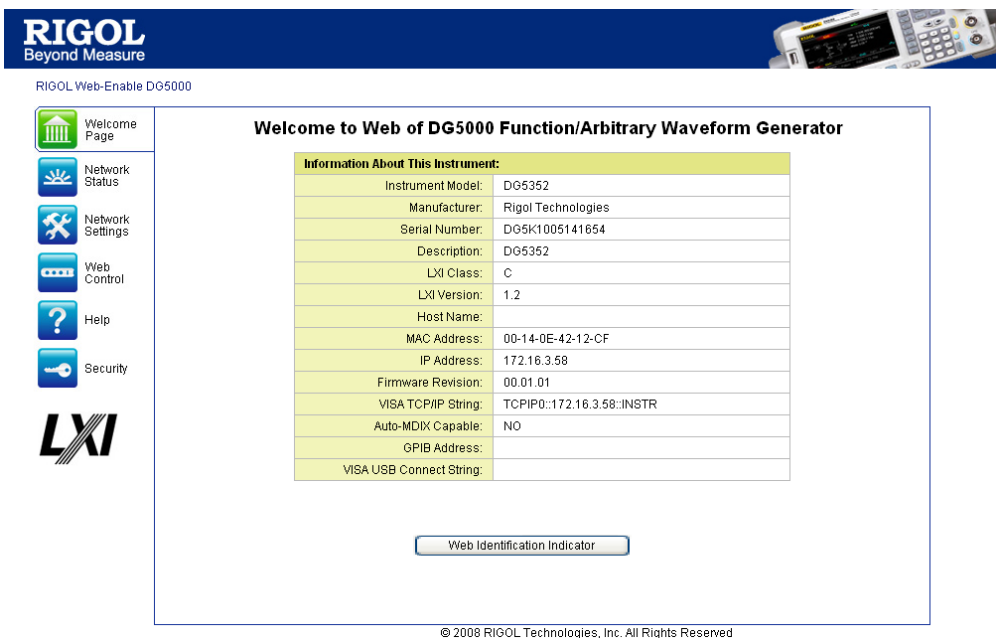 RIGOL
Beyond Measure
RIGOL Web-Enable DG5000
Welcome
Page
Network
Status
Network
Settings
Web
Control
Help
Security
LXI
Welcome to Web of DG5000 Function/Arbitrary Waveform Generator
Information About This Instrument:
Instrument Model: DG5352
Manufacturer: Rigol Technologies
Serial Number: DG5K1005141654
Description: DG5352
LXI Class: C
LXI Version: 1.2
Host Name:
MAC Address: 00-14-0E-42-12-CF
IP Address: 172.16.3.58
Firmware Revision: 00.01.01
VISA TCP/IP String: TCPIP0::172.16.3.58::INSTR
Auto-MDIX Capable: NO
GPIB Address:
VISA USB Connect String:
Web Identification Indicator
© 2008 RIGOL Technologies, Inc. All Rights Reserved